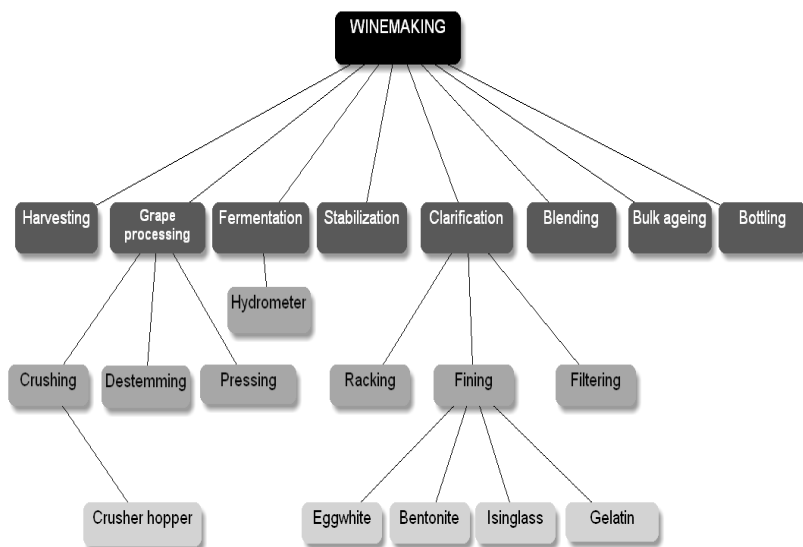 WINEMAKING
Harvesting
Grape
processing
Fermentation
Stabilization
Clarification
Blending
Bulk ageing
Bottling
Hydrometer
Crushing
Destemming
Pressing
Racking
Fining
Filtering
Crusher hopper
Eggwhite
Bentonite
Isinglass
Gelatin